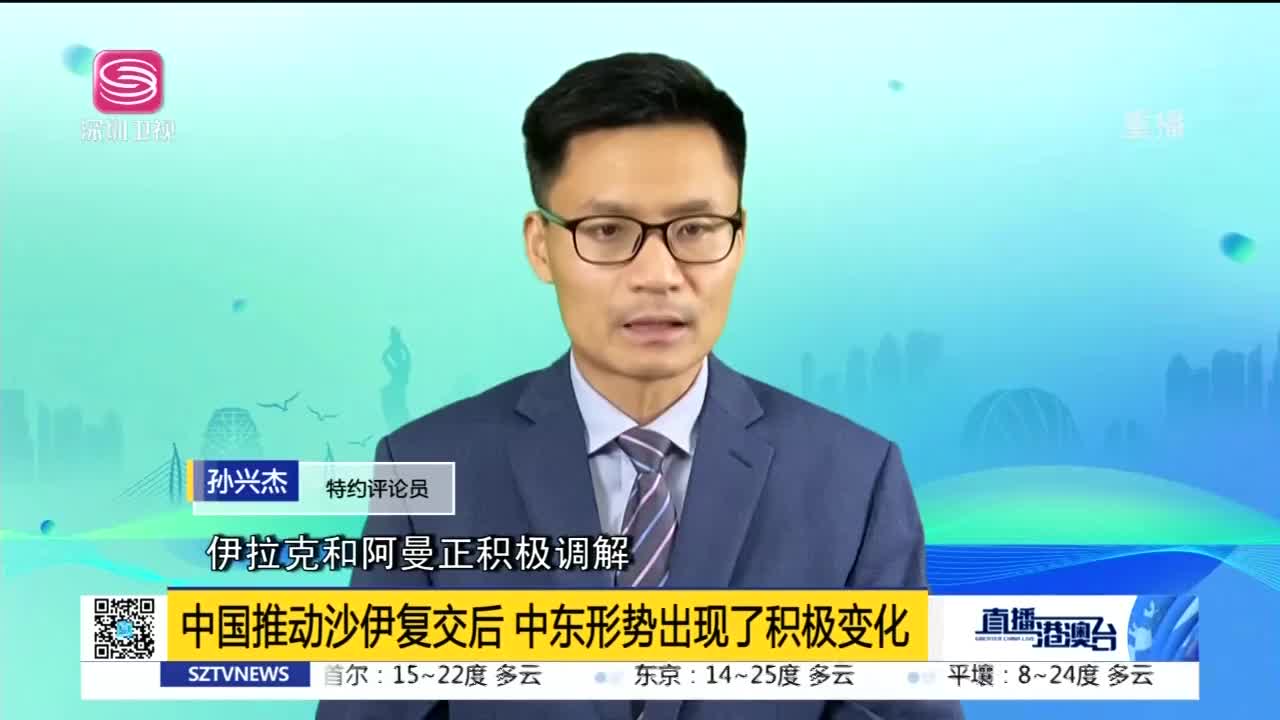 深圳卫视
直播
孙兴杰
特约评论员
伊拉克和阿曼正积极调解
中国推动沙伊复交后 中东形势出现了积极变化
直播港澳台
GREATER CHINA LIVE
SZTVNEWS
首尔：15~22度 多云
东京：14~25度 多云
平壤：8~24度 多云